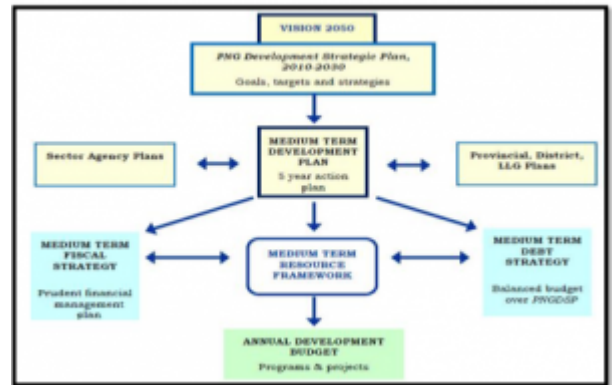 VISION 2050
PNG Development Strategic Plan,
2010-2030
Goals, targets and strategies
Sector Agency Plans
MEDIUM TERM
DEVELOPMENT
PLAN
5 year action
plan
Provincial, District,
LLG Plans
MEDIUM TERM
FISCAL
STRATEGY
Prudent financial
management
plan
MEDIUM TERM
RESOURCE
FRAMEWORK
MEDIUM TERM
DEBT
STRATEGY
Balanced budget
over PNGDSP
ANNUAL DEVELOPMENT
BUDGET
Programs & projects